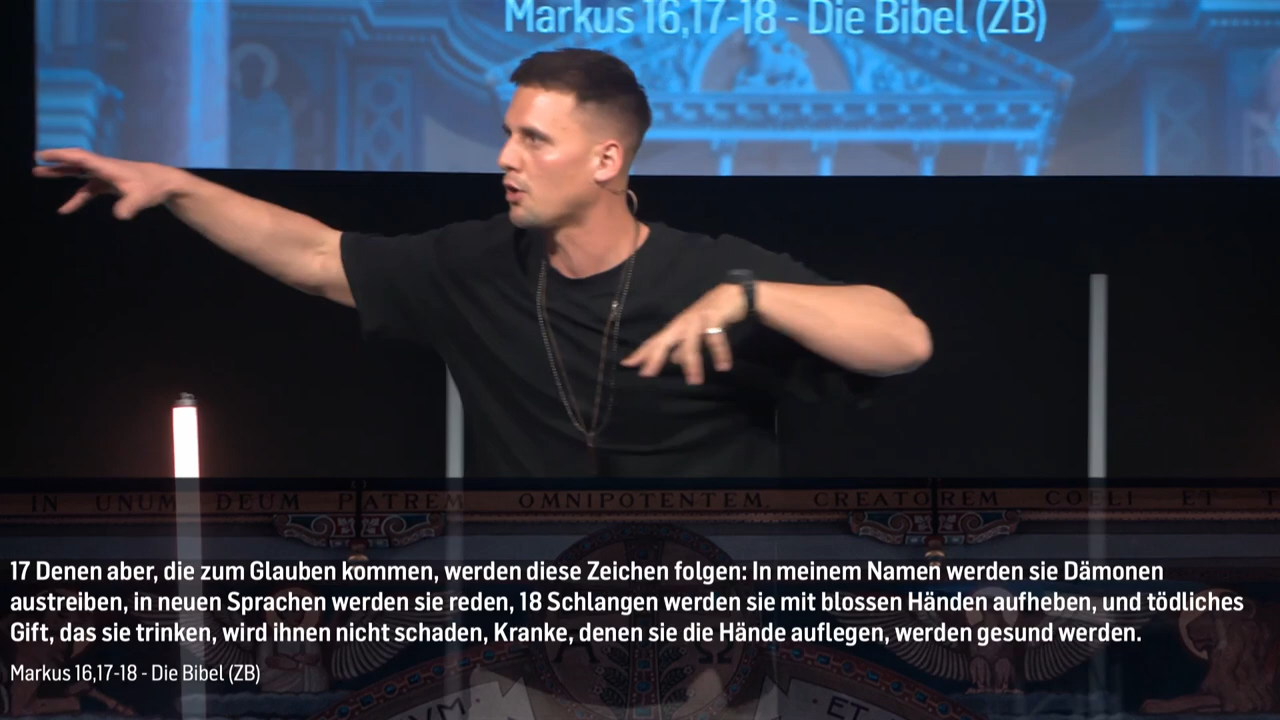 Markus 16,17-18 - Die Bibel (ZB)
IN UNUM DEUM PATREM OMNIPOTENTEM CREATOREM COELI ET
17 Denen aber, die zum Glauben kommen, werden diese Zeichen folgen: In meinem Namen werden sie Dämonen
austreiben, in neuen Sprachen werden sie reden, 18 Schlangen werden sie mit blossen Händen aufheben, und tödliches
Gift, das sie trinken, wird ihnen nicht schaden, Kranke, denen sie die Hände auflegen, werden gesund werden.
Α Ω
Markus 16,17-18 - Die Bibel (ZB)
ET